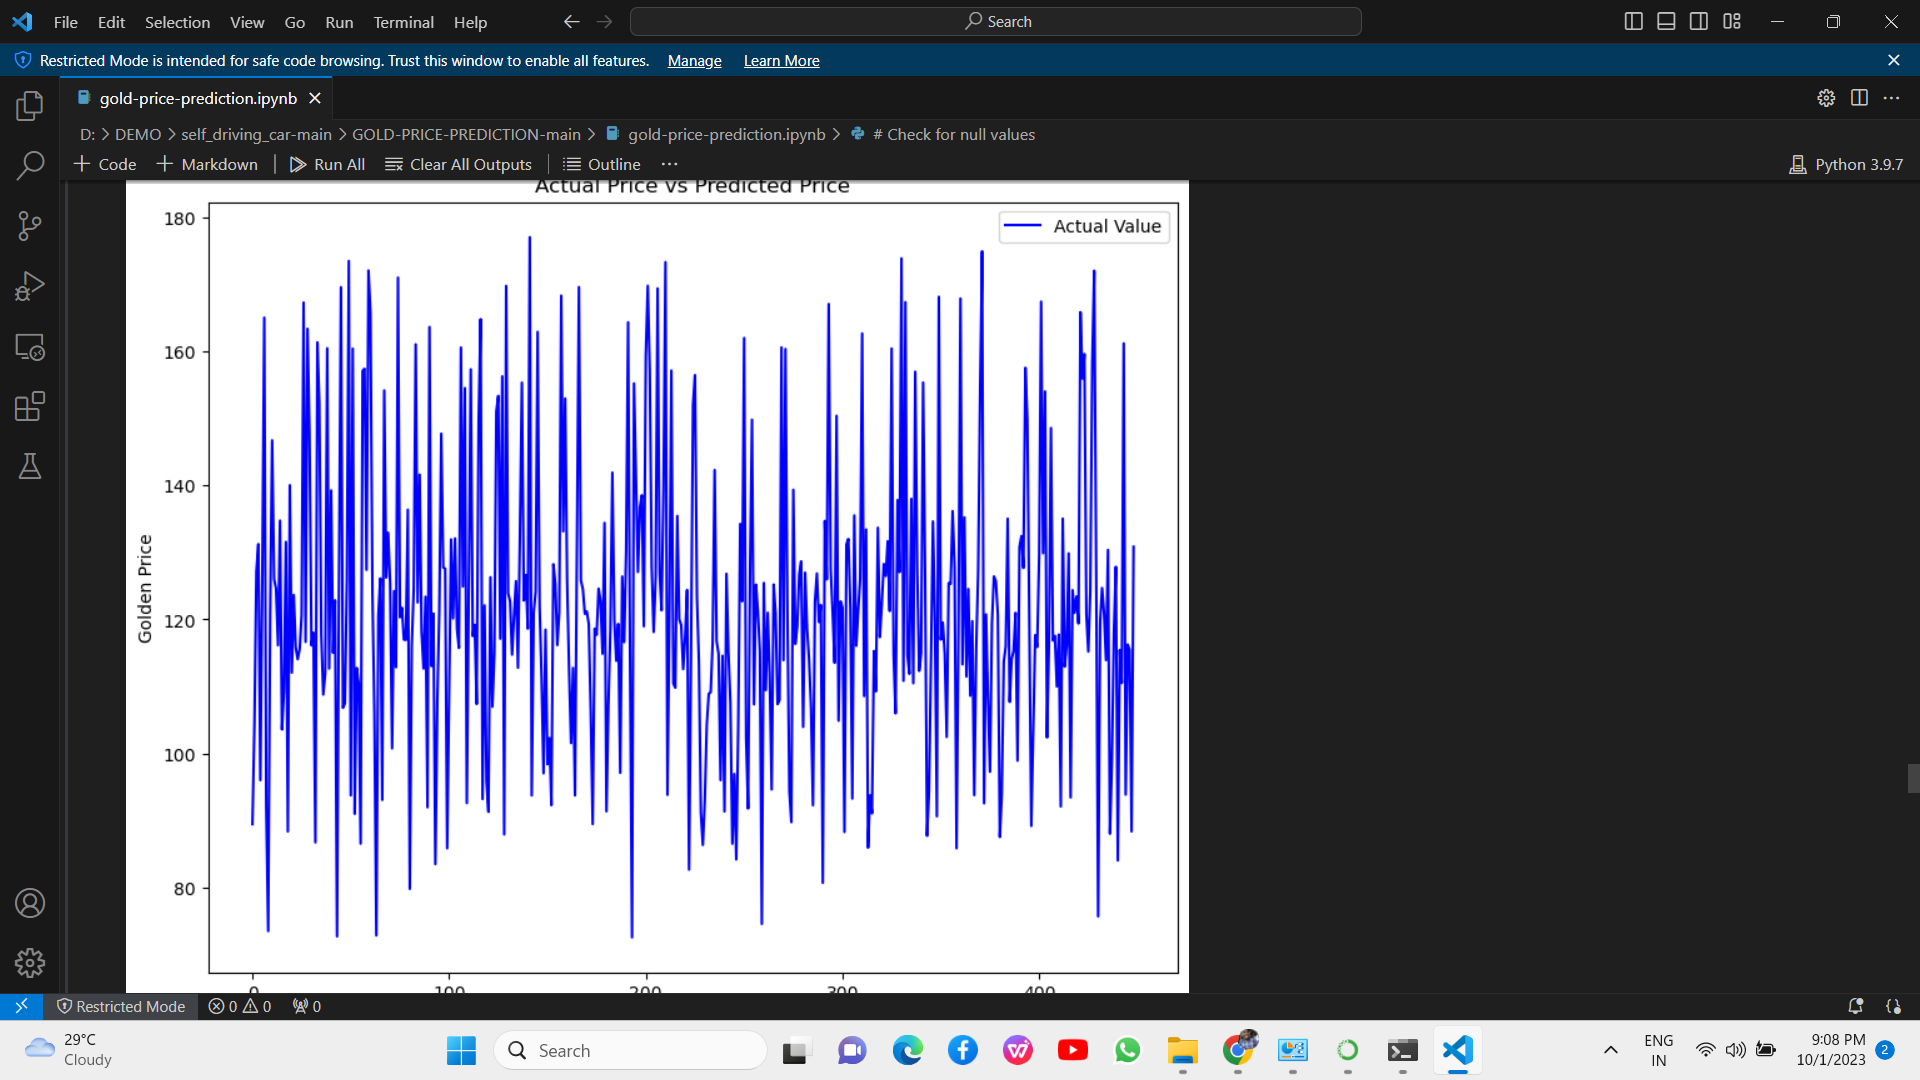 File Edit Selection View Go Run Terminal Help
Search
Restricted Mode is intended for safe code browsing. Trust this window to enable all features. Manage Learn More
gold-price-prediction.ipynb
D: > DEMO > self_driving_car-main > GOLD-PRICE-PREDICTION-main > gold-price-prediction.ipynb > # Check for null values
+ Code + Markdown Run All Clear All Outputs Outline ...
Python 3.9.7
Actual Price vs Predicted Price
Actual Value
180
160
140
120
100
80
Golden Price
0 100 200 300 400
Restricted Mode 0 0 0
29°C
Cloudy
Search
ENG
IN
9:08 PM
10/1/2023
2